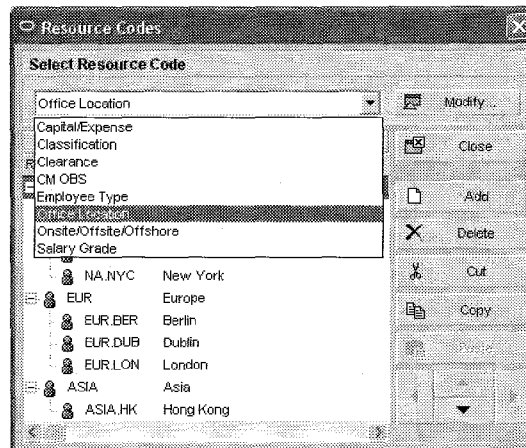 Resource Codes
Select Resource Code
Office Location
Modify...
Capital/Expense
Classification
Clearance
CM OBS
Employee Type
Office Location
Onsite/Offsite/Offshore
Salary Grade
Close
Add
Delete
Cut
Copy
Paste
NA.NYC New York
EUR Europe
EUR.BER Berlin
EUR.DUB Dublin
EUR.LON London
ASIA Asia
ASIA.HK Hong Kong